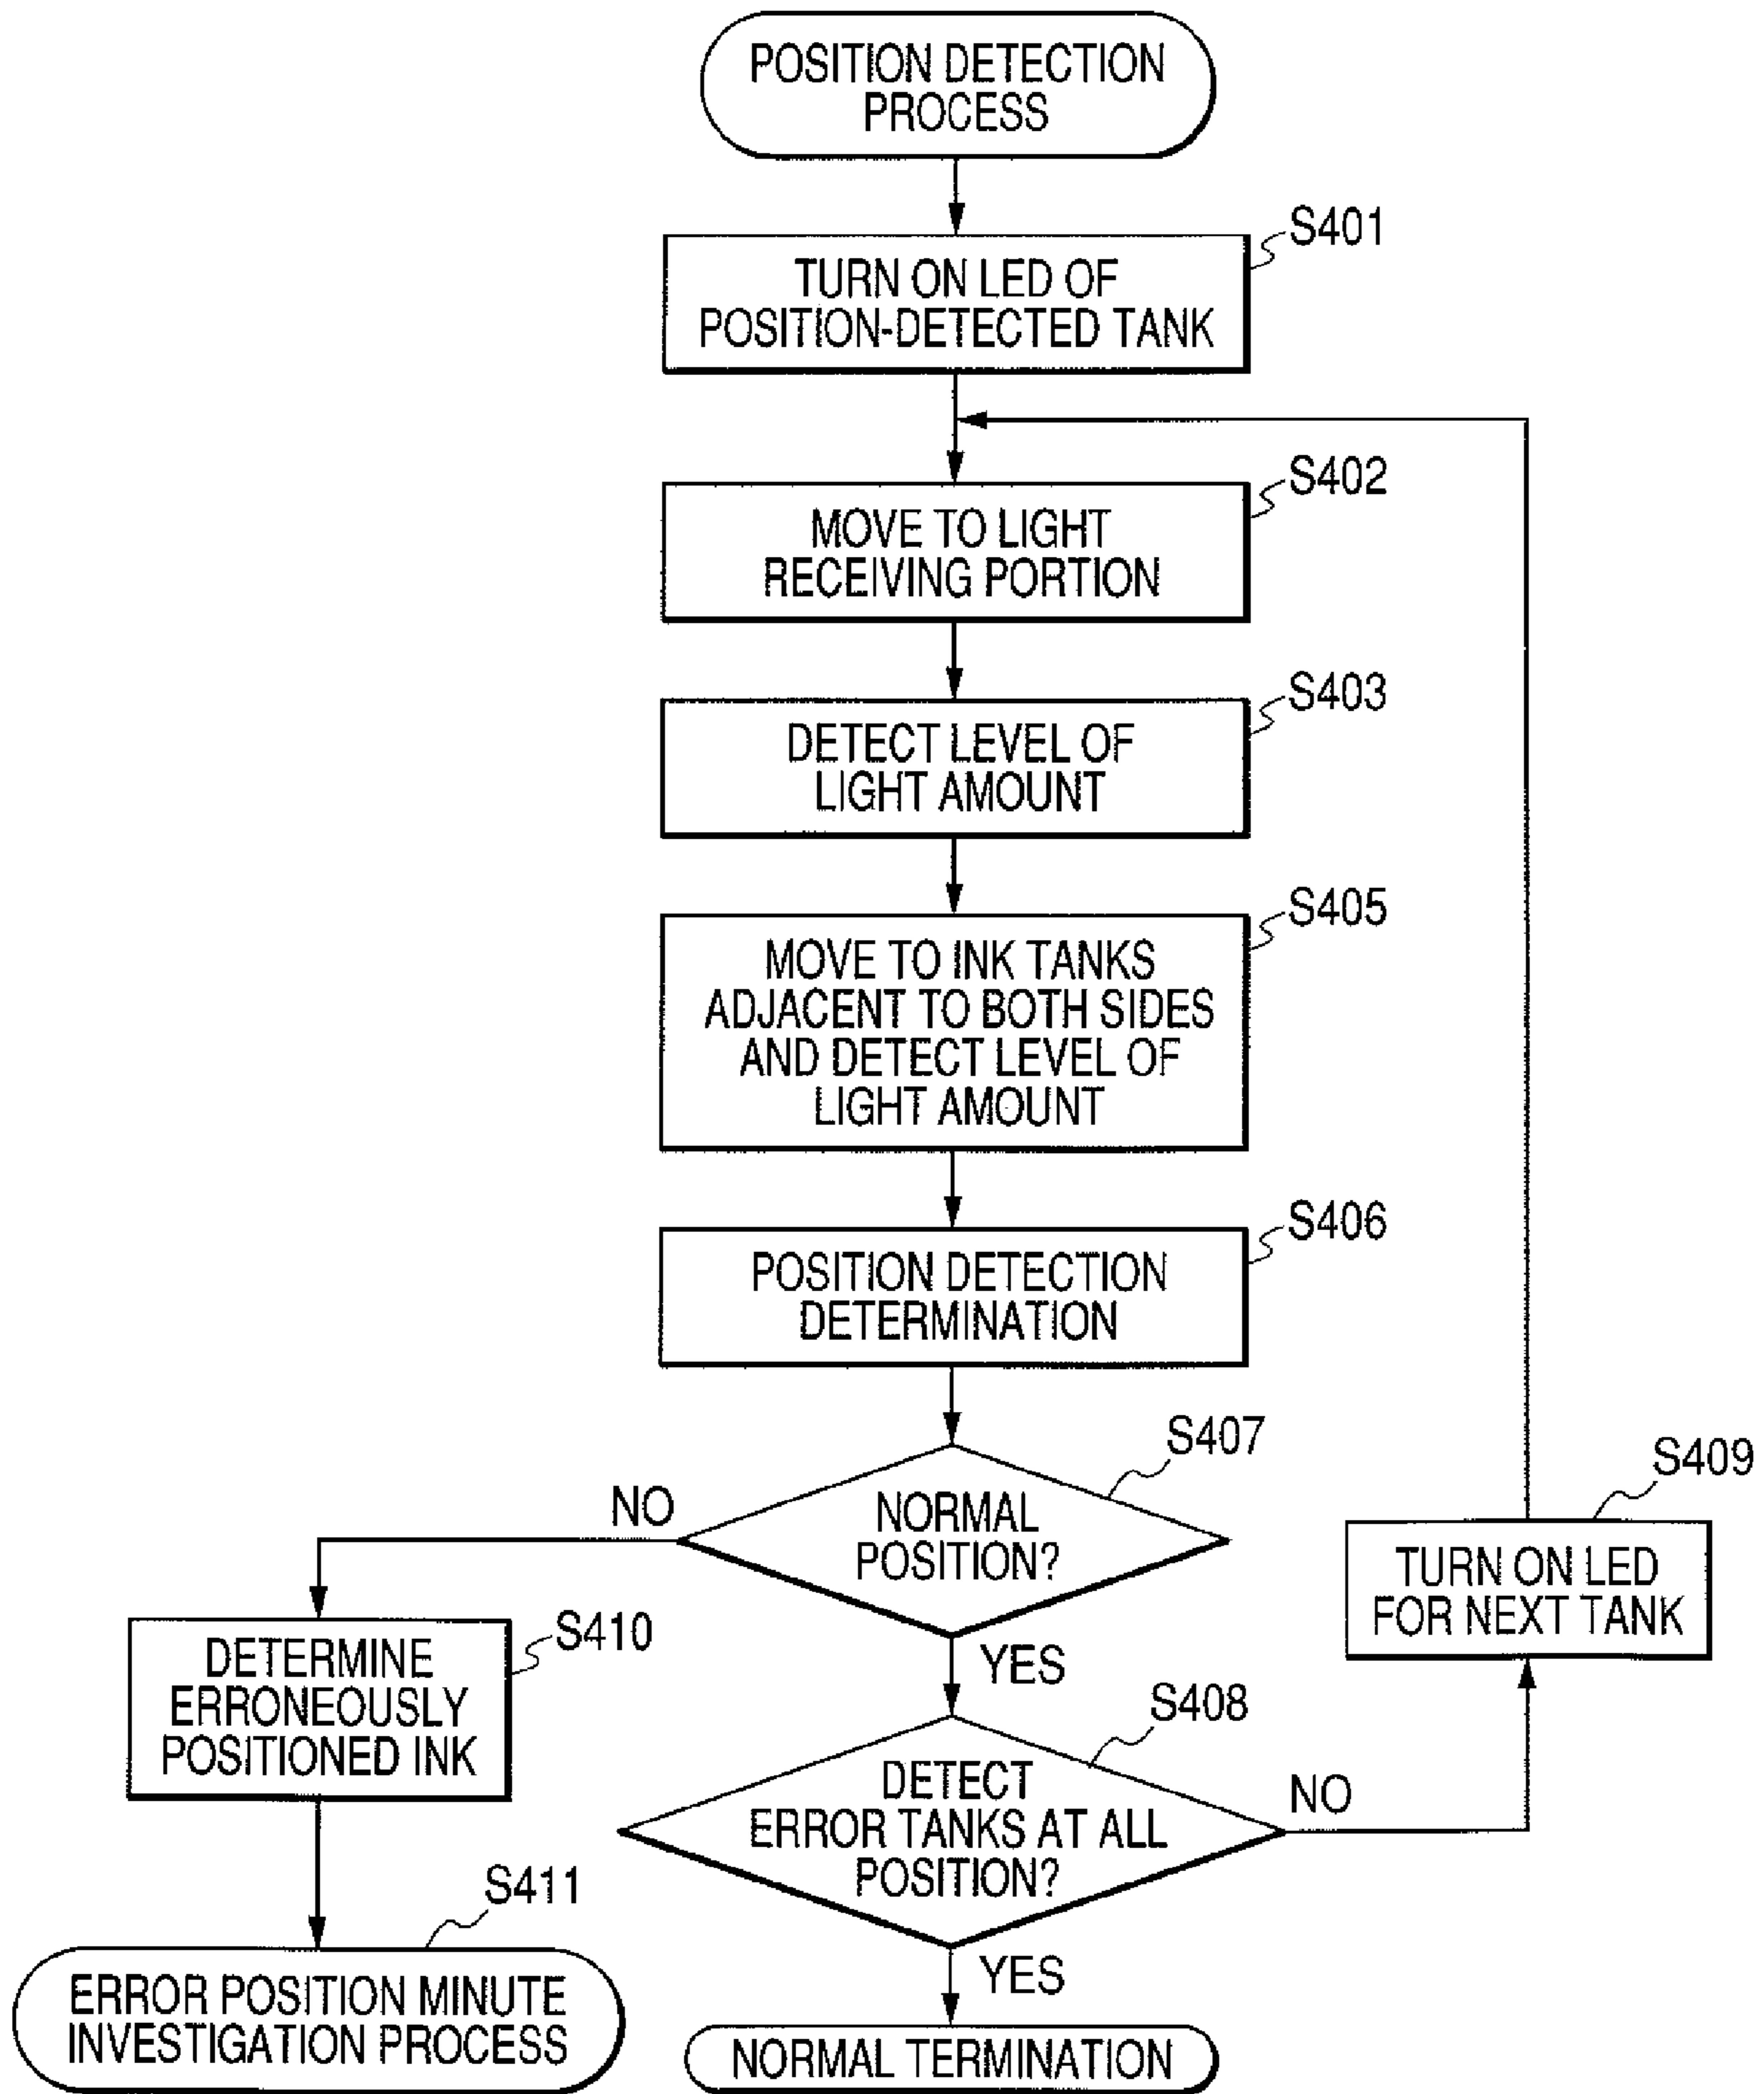 POSITION DETECTION
PROCESS
S401
TURN ON LED OF
POSITION-DETECTED TANK
S402
MOVE TO LIGHT
RECEIVING PORTION
S403
DETECT LEVEL OF
LIGHT AMOUNT
S405
MOVE TO INK TANKS
ADJACENT TO BOTH SIDES
AND DETECT LEVEL OF
LIGHT AMOUNT
S406
POSITION DETECTION
DETERMINATION
S407
NO
NORMAL
POSITION?
YES
S409
TURN ON LED
FOR NEXT TANK
S410
DETERMINE
ERRONEOUSLY
POSITIONED INK
S408
DETECT
ERROR TANKS AT ALL
POSITION?
NO
YES
S411
ERROR POSITION MINUTE
INVESTIGATION PROCESS
NORMAL TERMINATION